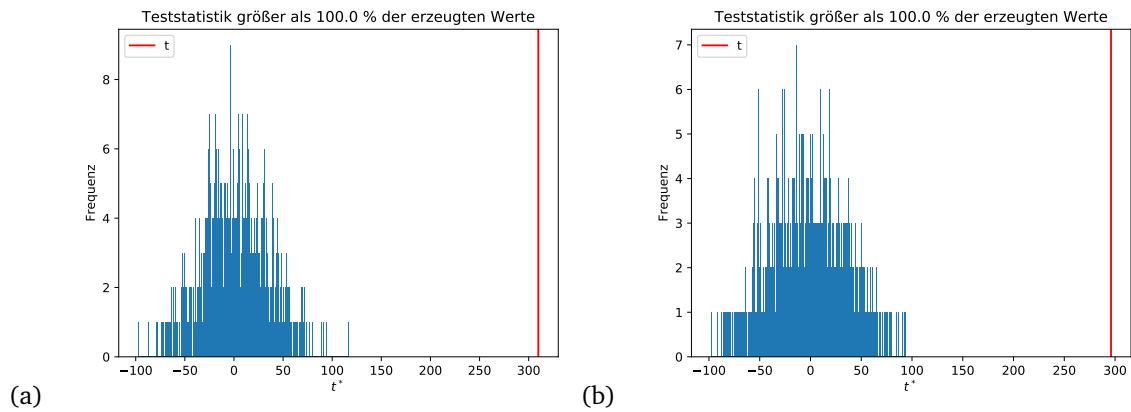 Teststatistik größer als 100.0 % der erzeugten Werte
t
Frequenz
0
2
4
6
8
−100 −50 0 50 100 150 200 250 300
t*
(a)
Teststatistik größer als 100.0 % der erzeugten Werte
t
Frequenz
0
1
2
3
4
5
6
7
−100 −50 0 50 100 150 200 250 300
t*
(b)